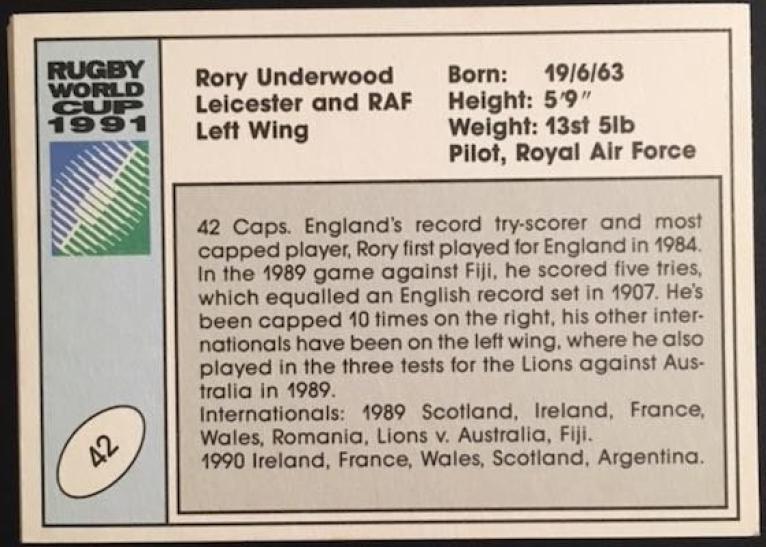 RUGBY
WORLD
CUP
1991
Rory Underwood
Leicester and RAF
Left Wing
Born: 19/6/63
Height: 5'9"
Weight: 13st 5lb
Pilot, Royal Air Force
42 Caps. England's record try-scorer and most
capped player, Rory first played for England in 1984.
In the 1989 game against Fiji, he scored five tries,
which equalled an English record set in 1907. He's
been capped 10 times on the right, his other inter-
nationals have been on the left wing, where he also
played in the three tests for the Lions against Aus-
tralia in 1989.
Internationals: 1989 Scotland, Ireland, France,
Wales, Romania, Lions v. Australia, Fiji.
1990 Ireland, France, Wales, Scotland, Argentina.
42